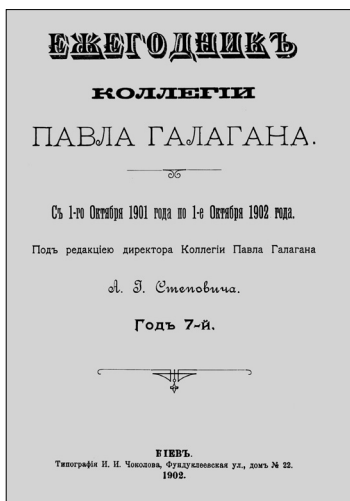 ЕЖЕГОДНИКЪ
КОЛЛЕГІИ
ПАВЛА ГАЛАГАНА.
Съ 1-го Октября 1901 года по 1-е Октября 1902 года.
Подъ редакціею директора Коллегіи Павла Галагана
А. І. Степовича.
Годъ 7-й.
КІЕВЪ.
Типографія И. И. Чоколова, Фундуклеевская ул., домъ № 22.
1902.